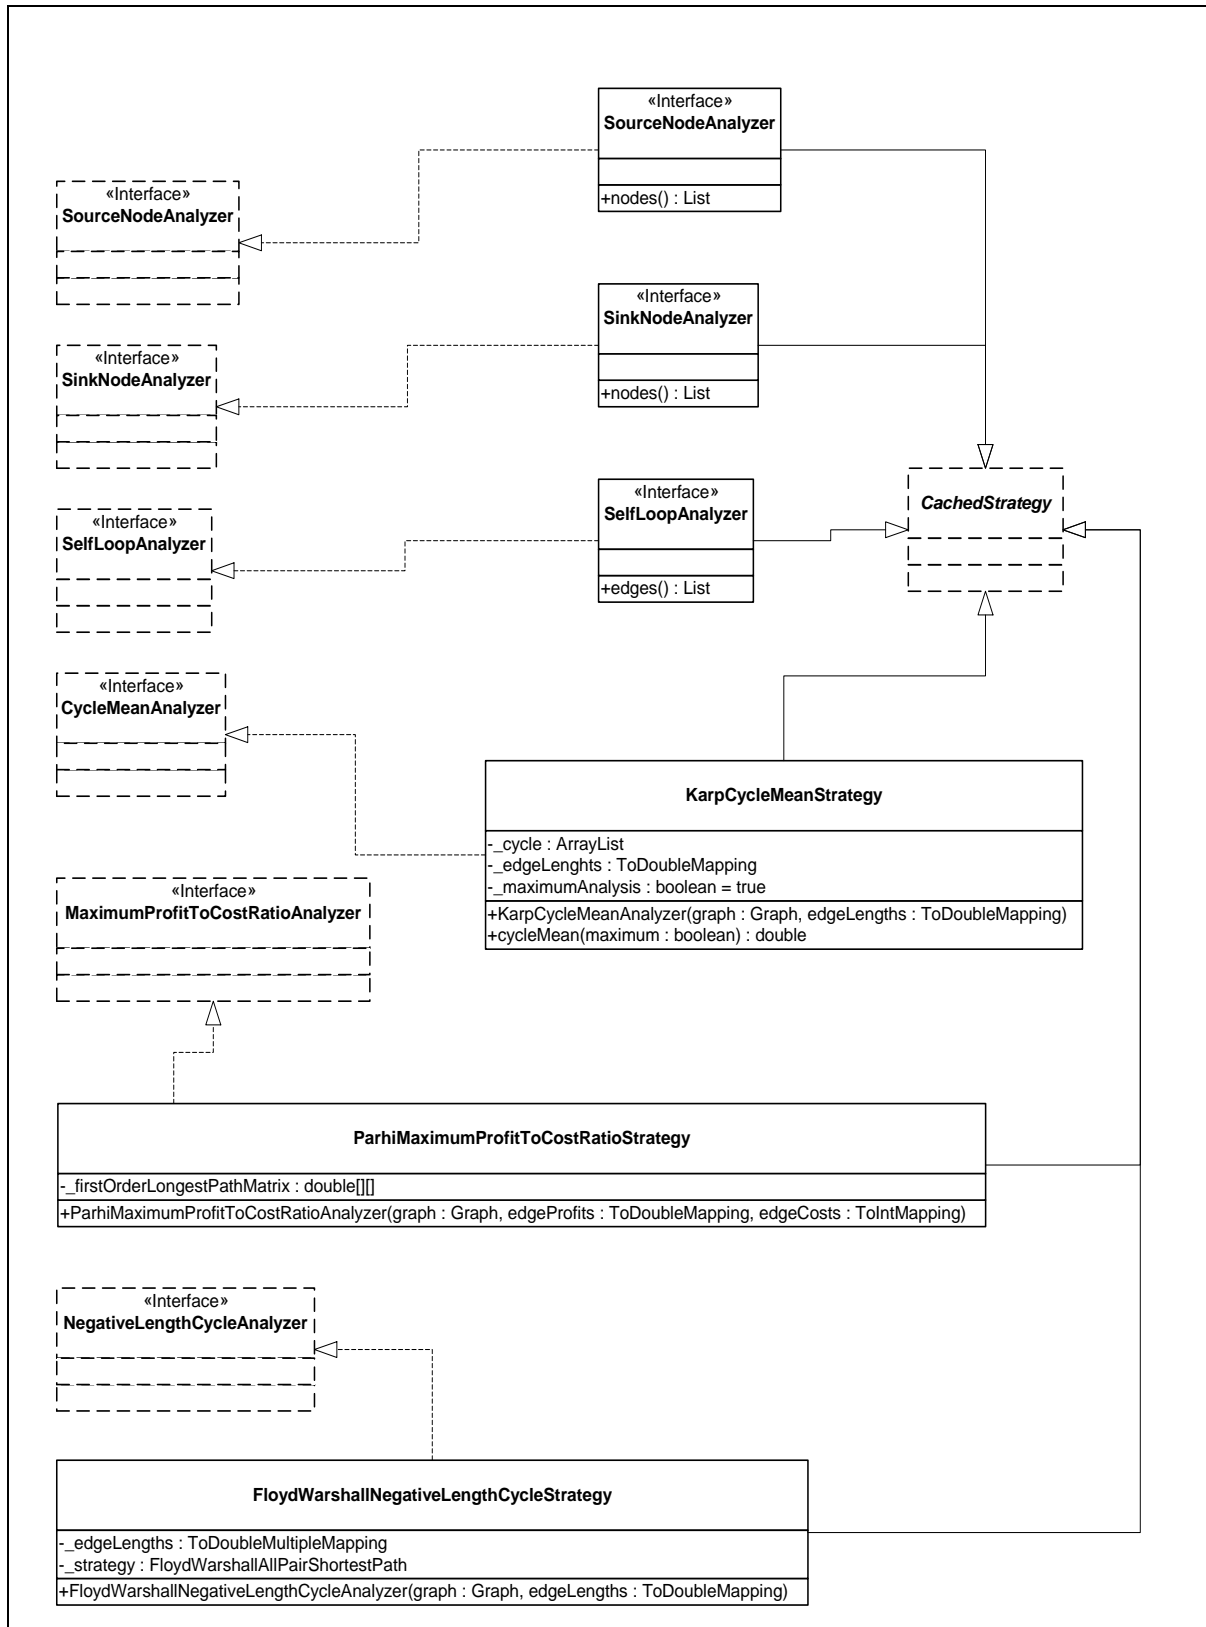 «Interface»
SourceNodeAnalyzer
+nodes() : List
«Interface»
SourceNodeAnalyzer
«Interface»
SinkNodeAnalyzer
+nodes() : List
«Interface»
SinkNodeAnalyzer
«Interface»
SelfLoopAnalyzer
+edges() : List
CachedStrategy
«Interface»
SelfLoopAnalyzer
«Interface»
CycleMeanAnalyzer
KarpCycleMeanStrategy
-_cycle : ArrayList
-_edgeLenghts : ToDoubleMapping
-_maximumAnalysis : boolean = true
+KarpCycleMeanAnalyzer(graph : Graph, edgeLengths : ToDoubleMapping)
+cycleMean(maximum : boolean) : double
«Interface»
MaximumProfitToCostRatioAnalyzer
ParhiMaximumProfitToCostRatioStrategy
-_firstOrderLongestPathMatrix : double[][]
+ParhiMaximumProfitToCostRatioAnalyzer(graph : Graph, edgeProfits : ToDoubleMapping, edgeCosts : ToIntMapping)
«Interface»
NegativeLengthCycleAnalyzer
FloydWarshallNegativeLengthCycleStrategy
-_edgeLengths : ToDoubleMultipleMapping
-_strategy : FloydWarshallAllPairShortestPath
+FloydWarshallNegativeLengthCycleAnalyzer(graph : Graph, edgeLengths : ToDoubleMapping)